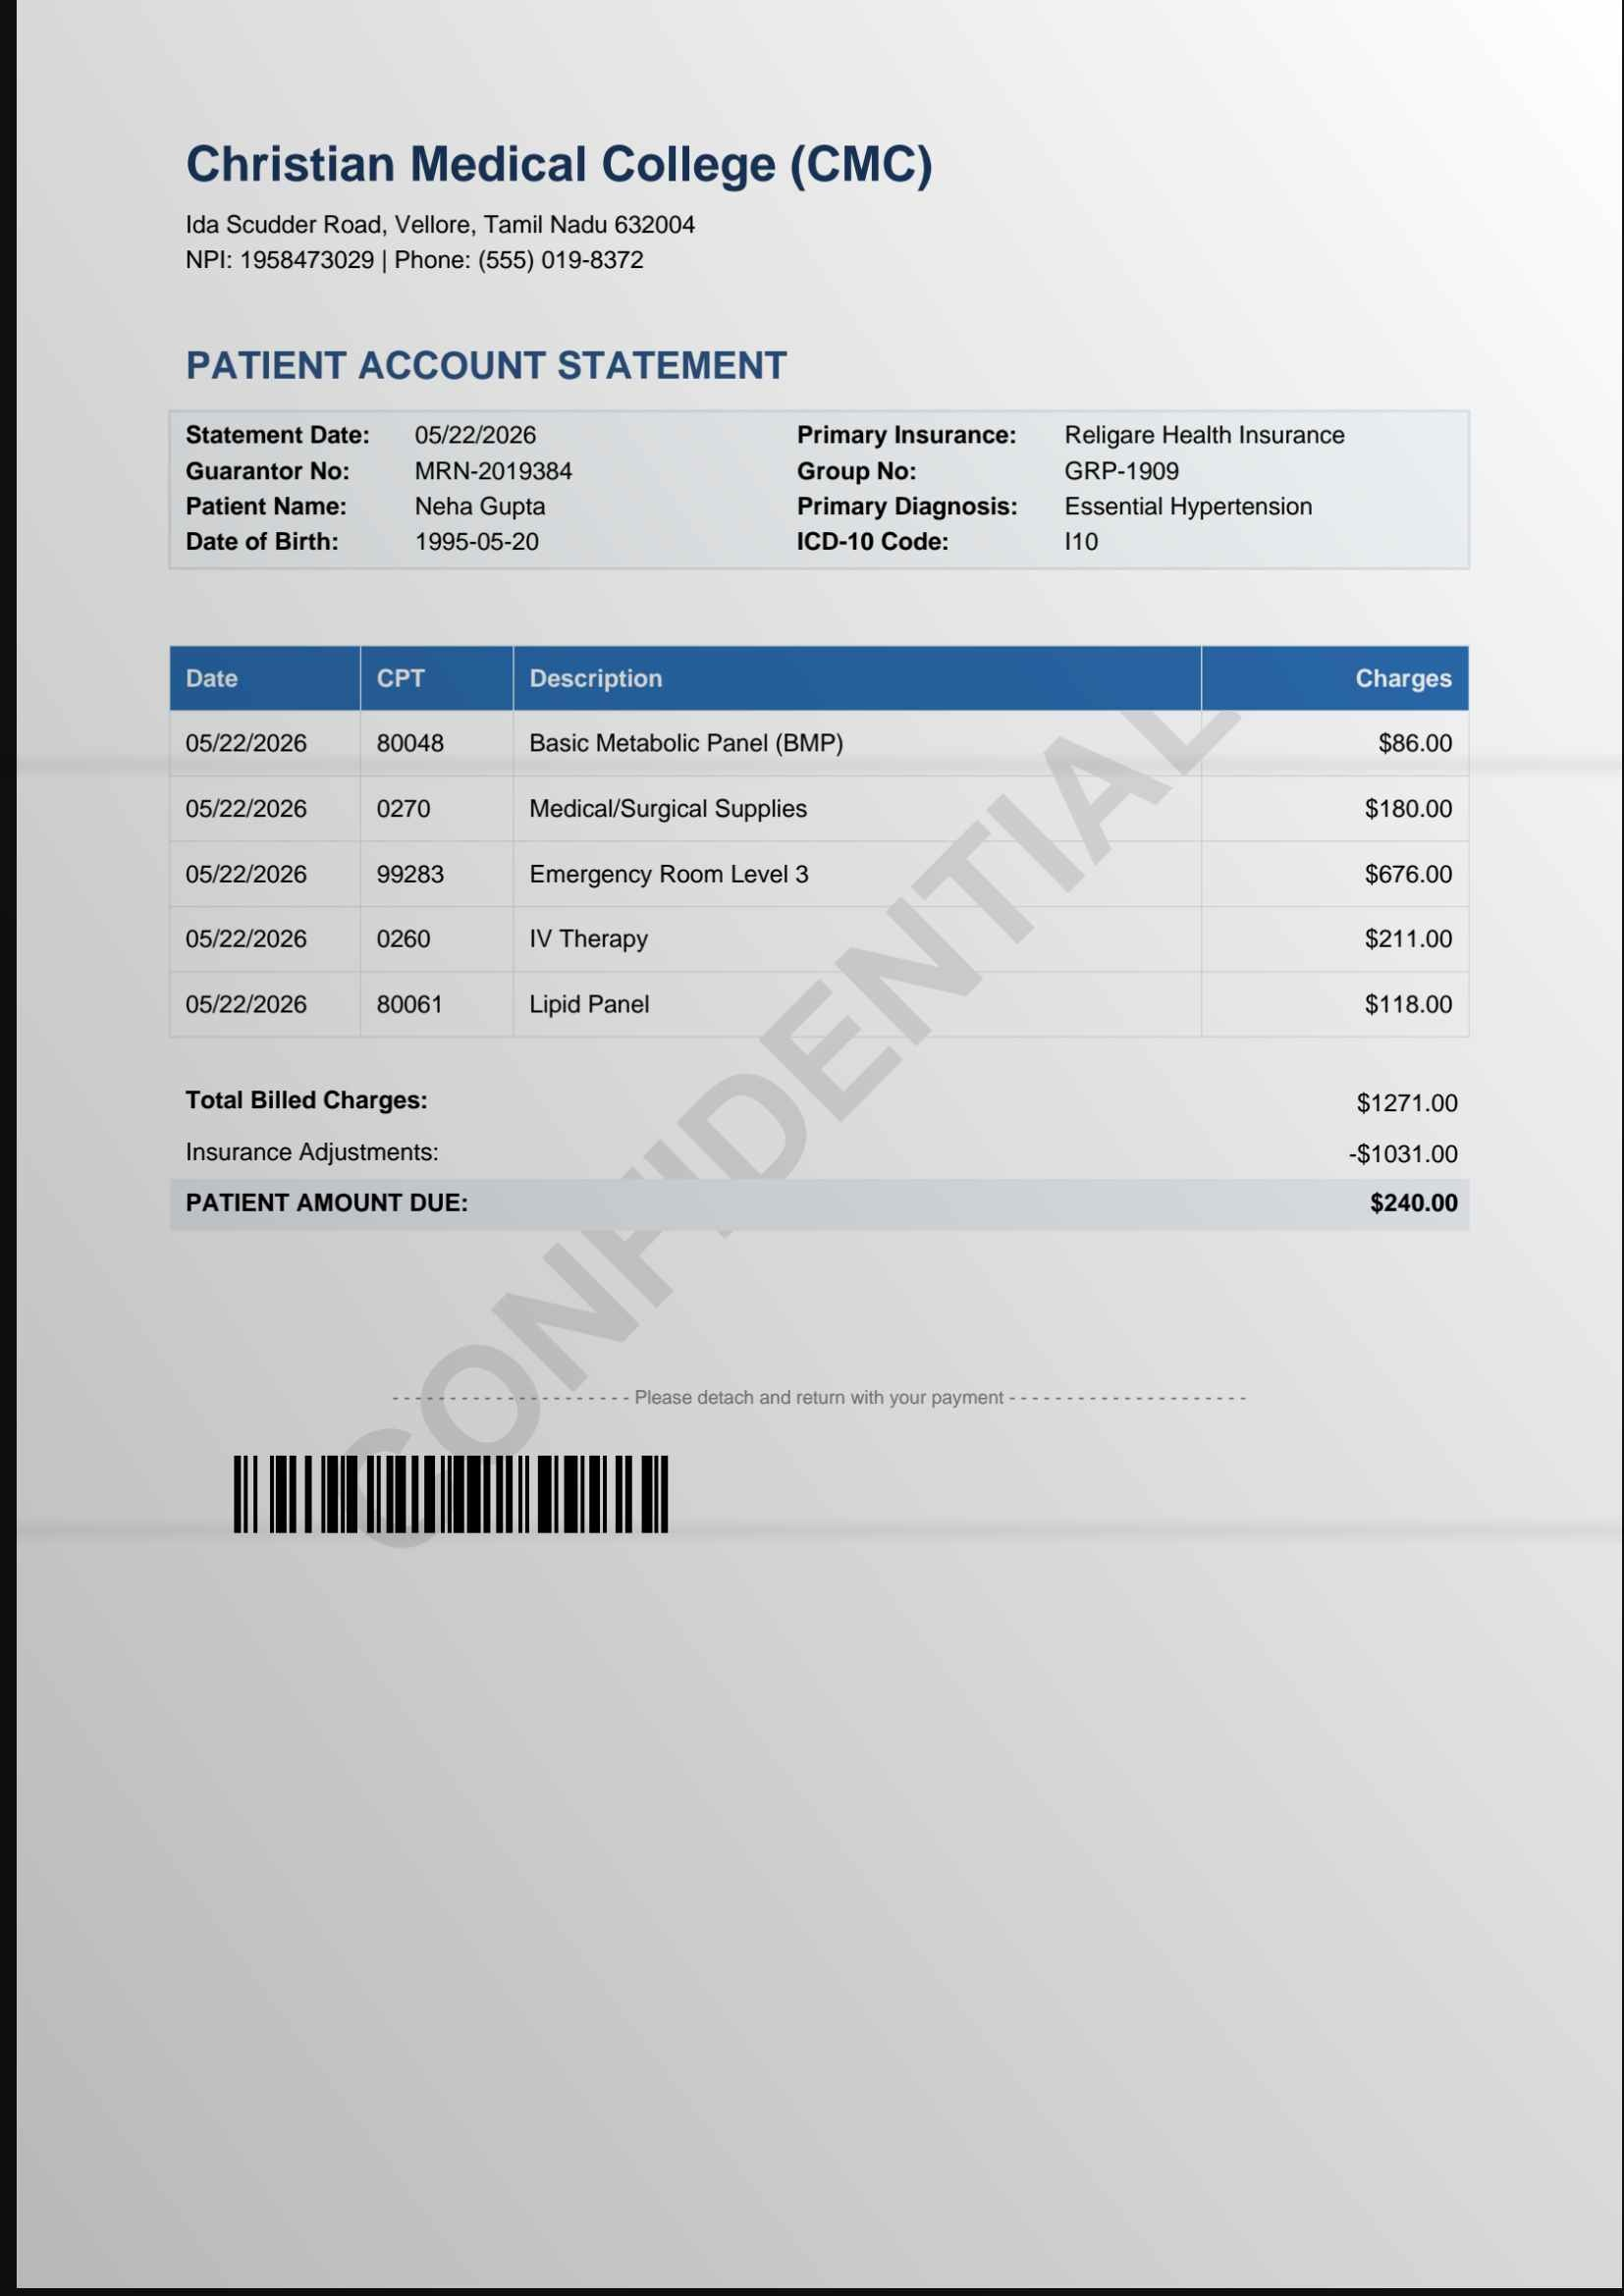 Christian Medical College (CMC)
Ida Scudder Road, Vellore, Tamil Nadu 632004
NPI: 1958473029 | Phone: (555) 019-8372
PATIENT ACCOUNT STATEMENT
Statement Date: 05/22/2026 Primary Insurance: Religare Health Insurance
Guarantor No: MRN-2019384 Group No: GRP-1909
Patient Name: Neha Gupta Primary Diagnosis: Essential Hypertension
Date of Birth: 1995-05-20 ICD-10 Code: I10
Date CPT Description Charges
05/22/2026 80048 Basic Metabolic Panel (BMP) $86.00
05/22/2026 0270 Medical/Surgical Supplies $180.00
05/22/2026 99283 Emergency Room Level 3 $676.00
05/22/2026 0260 IV Therapy $211.00
05/22/2026 80061 Lipid Panel $118.00
Total Billed Charges: $1271.00
Insurance Adjustments: -$1031.00
PATIENT AMOUNT DUE: $240.00
CONFIDENTIAL
- - - - - - - - - - - - - - - - - - - - Please detach and return with your payment - - - - - - - - - - - - - - - - - - - -